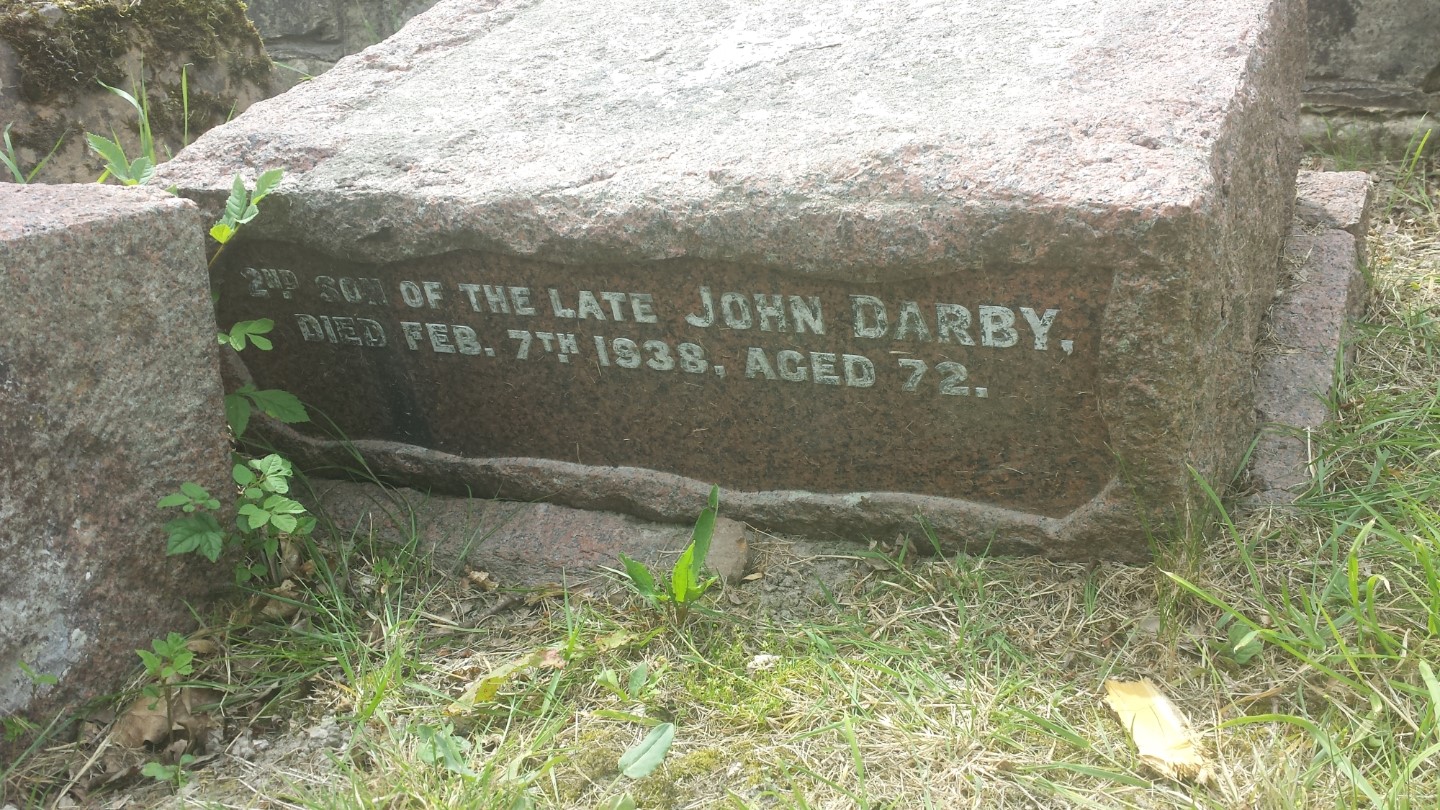 2ND SON OF THE LATE JOHN DARBY,
DIED FEB. 7TH 1938, AGED 72.